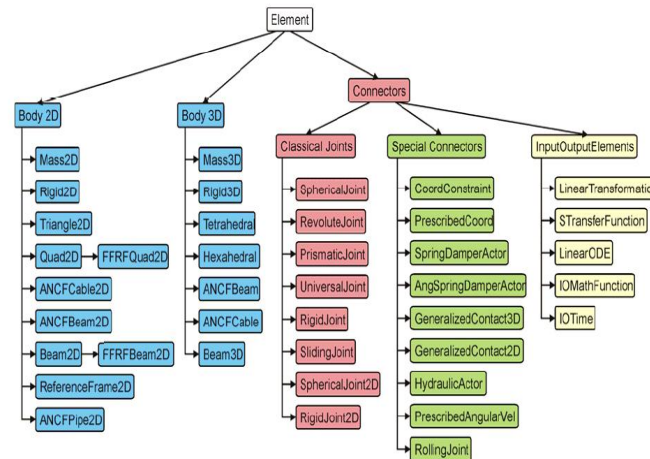 Element
Connectors
Body 2D
Mass2D
Rigid2D
Triangle2D
Quad2D
FFRFQuad2D
ANCFCable2D
ANCFBeam2D
Beam2D
FFRFBeam2D
ReferenceFrame2D
ANCFPipe2D
Body 3D
Mass3D
Rigid3D
Tetrahedral
Hexahedral
ANCFBeam
ANCFCable
Beam3D
Classical Joints
SphericalJoint
RevoluteJoint
PrismaticJoint
UniversalJoint
RigidJoint
SlidingJoint
SphericalJoint2D
RigidJoint2D
Special Connectors
CoordConstraint
PrescribedCoord
SpringDamperActor
AngSpringDamperActor
GeneralizedContact3D
GeneralizedContact2D
HydraulicActor
PrescribedAngularVel
RollingJoint
InputOutputElements
LinearTransformatic
STransferFunction
LinearODE
IOMathFunction
IOTime